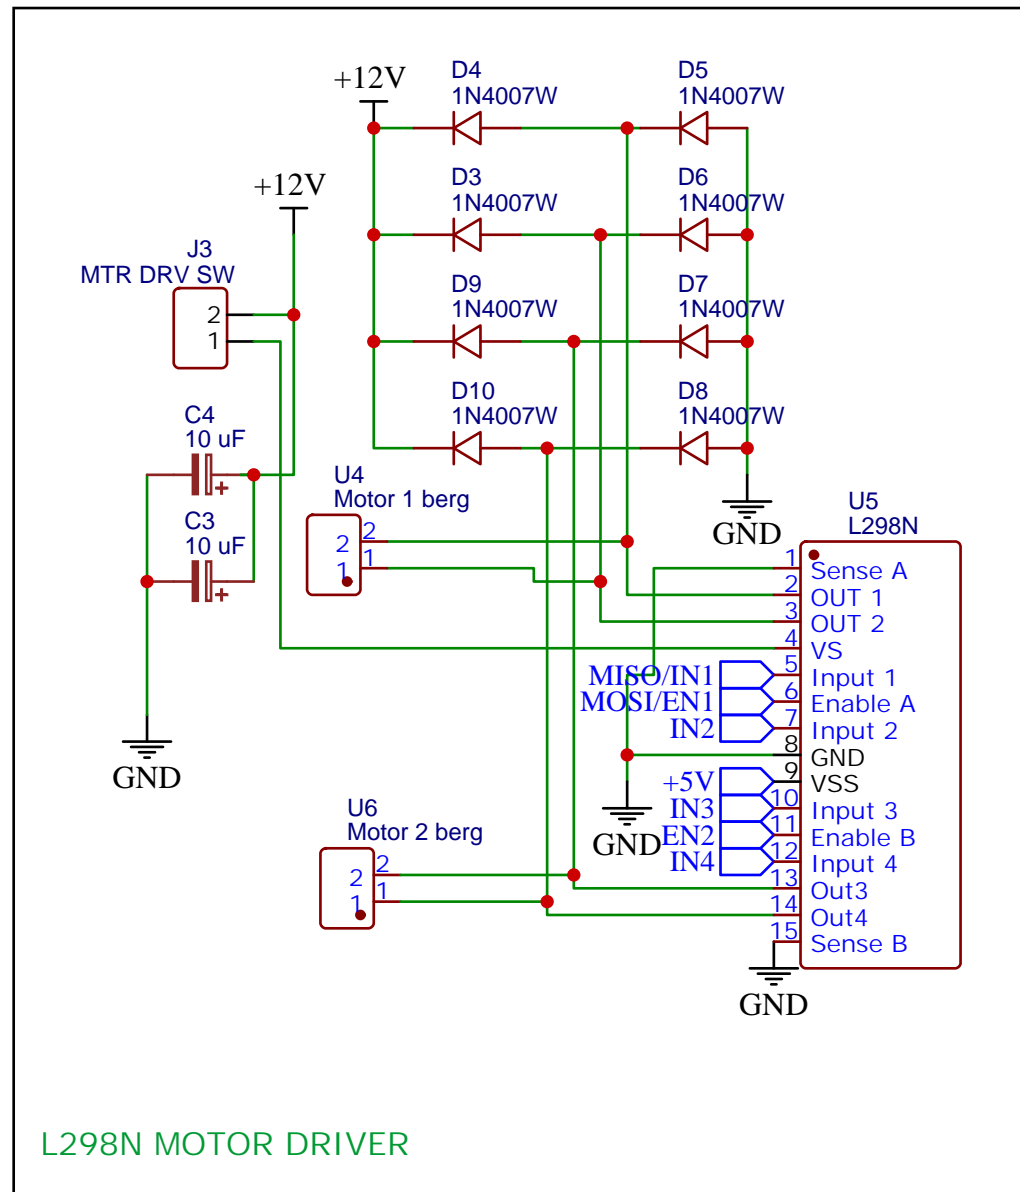 +12V
D4
1N4007W
D5
1N4007W
+12V
D3
1N4007W
D6
1N4007W
J3
MTR DRV SW
2
1
D9
1N4007W
D7
1N4007W
D10
1N4007W
D8
1N4007W
C4
10 uF
+
C3
10 uF
+
GND
U4
Motor 1 berg
2 2
1 1
GND
U5
L298N
1 Sense A
2 OUT 1
3 OUT 2
4 VS
MISO/IN1 5 Input 1
MOSI/EN1 6 Enable A
IN2 7 Input 2
8 GND
+5V 9 VSS
IN3 10 Input 3
EN2 11 Enable B
IN4 12 Input 4
13 Out3
14 Out4
15 Sense B
GND
GND
U6
Motor 2 berg
2 2
1 1
L298N MOTOR DRIVER